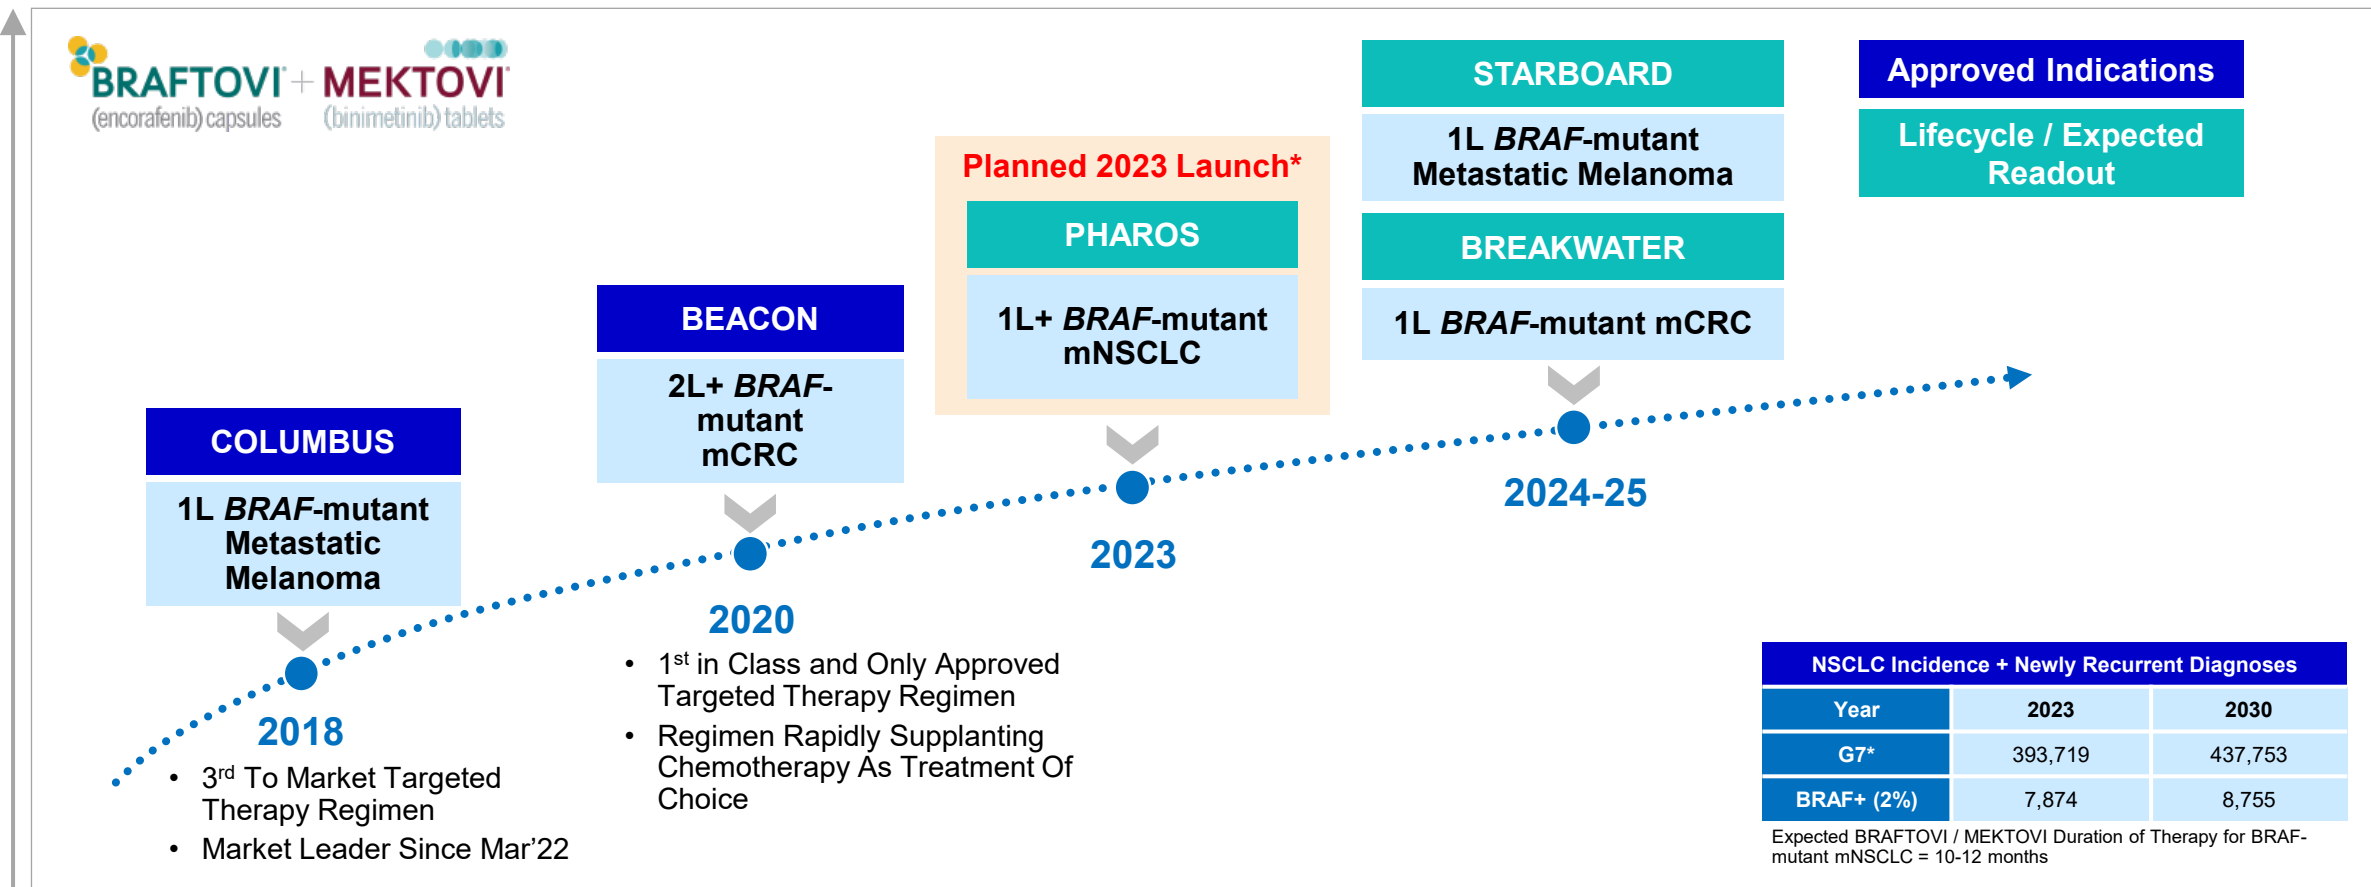 BRAFTOVI + MEKTOVI
(encorafenib) capsules (binimetinib) tablets
COLUMBUS
1L BRAF-mutant
Metastatic
Melanoma
2018
• 3rd To Market Targeted
Therapy Regimen
• Market Leader Since Mar'22
BEACON
2L+ BRAF-
mutant
mCRC
2020
• 1st in Class and Only Approved
Targeted Therapy Regimen
• Regimen Rapidly Supplanting
Chemotherapy As Treatment Of
Choice
Planned 2023 Launch*
PHAROS
1L+ BRAF-mutant
mNSCLC
2023
STARBOARD
1L BRAF-mutant
Metastatic Melanoma
BREAKWATER
1L BRAF-mutant mCRC
2024-25
Approved Indications
Lifecycle / Expected
Readout
NSCLC Incidence + Newly Recurrent Diagnoses
Year 2023 2030
G7* 393,719 437,753
BRAF+ (2%) 7,874 8,755
Expected BRAFTOVI / MEKTOVI Duration of Therapy for BRAF-
mutant mNSCLC = 10-12 months